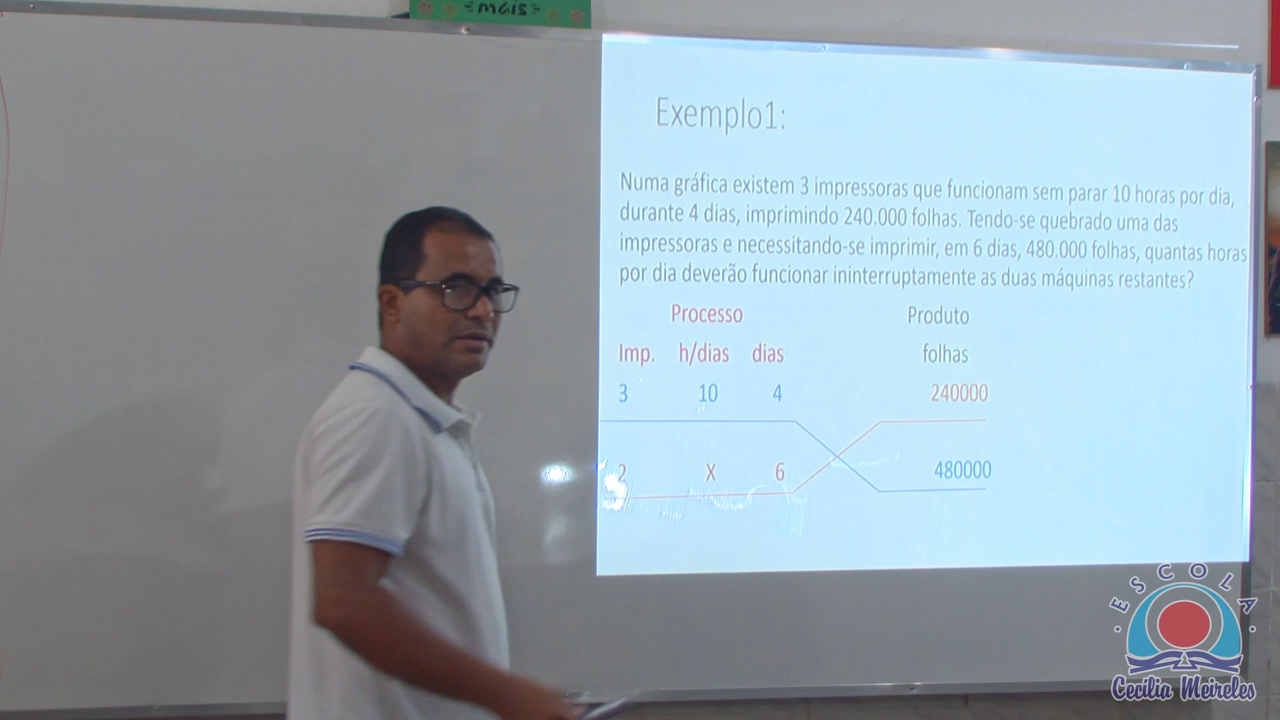 =mais=
Exemplo1:
Numa gráfica existem 3 impressoras que funcionam sem parar 10 horas por dia,
durante 4 dias, imprimindo 240.000 folhas. Tendo-se quebrado uma das
impressoras e necessitando-se imprimir, em 6 dias, 480.000 folhas, quantas horas
por dia deverão funcionar ininterruptamente as duas máquinas restantes?
Processo Produto
Imp. h/dias dias folhas
3 10 4 240000
2 X 6 480000
ESCOLA
Cecília Meireles